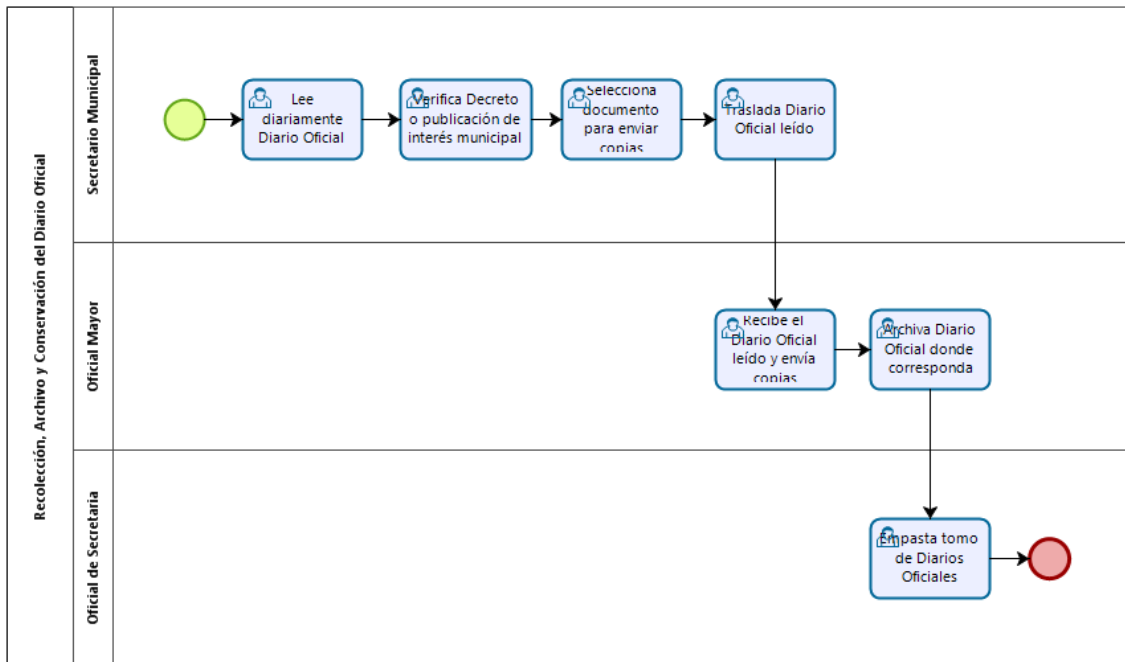 Recolección, Archivo y Conservación del Diario Oficial
Secretario Municipal
Lee
diariamente
Diario Oficial
Verifica Decreto
o publicación de
interés municipal
Selecciona
documento
para enviar
copias
Traslada Diario
Oficial leído
Oficial Mayor
Recibe el
Diario Oficial
leído y envía
copias
Archiva Diario
Oficial donde
corresponda
Oficial de Secretaria
Empasta tomo
de Diarios
Oficiales